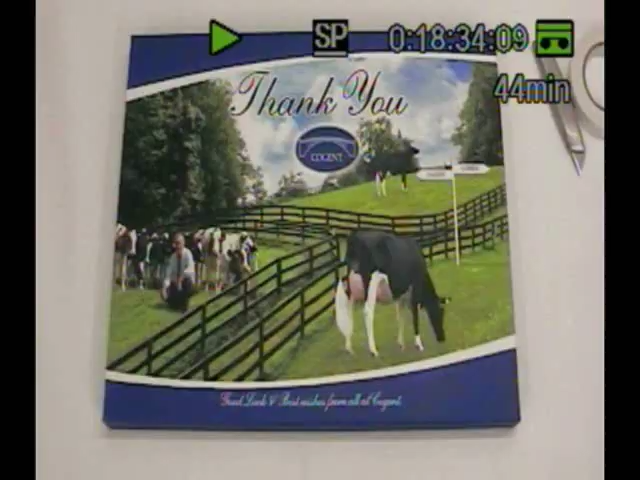 SP 0:18:34:09
44min
Thank You
COGENT
Good Luck & Best wishes from all at Cogent.